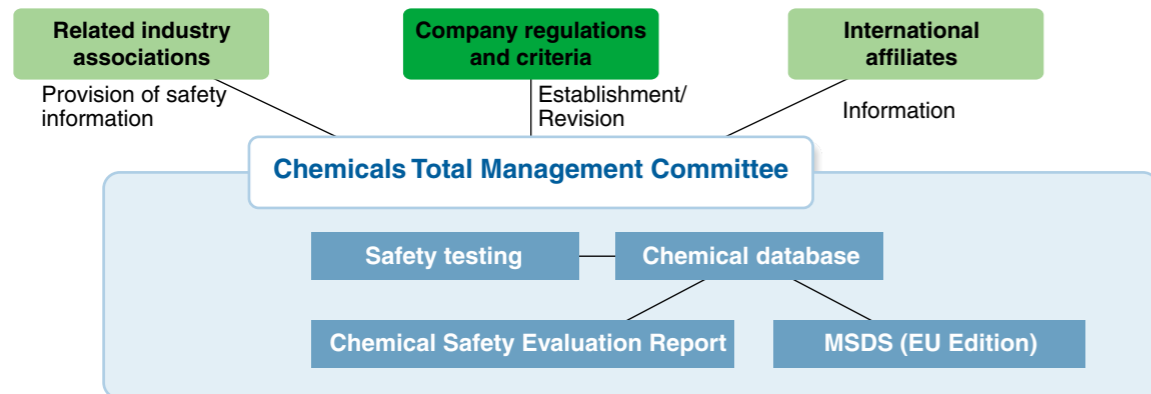 Related industry
associations
Company regulations
and criteria
International
affiliates
Provision of safety
information
Establishment/
Revision
Information
Chemicals Total Management Committee
Safety testing
Chemical database
Chemical Safety Evaluation Report
MSDS (EU Edition)